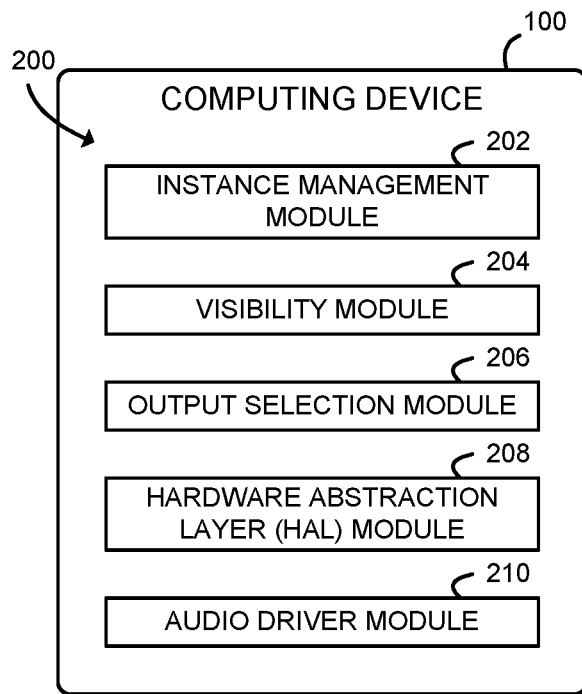 100
200
COMPUTING DEVICE
202
INSTANCE MANAGEMENT
MODULE
204
VISIBILITY MODULE
206
OUTPUT SELECTION MODULE
208
HARDWARE ABSTRACTION
LAYER (HAL) MODULE
210
AUDIO DRIVER MODULE